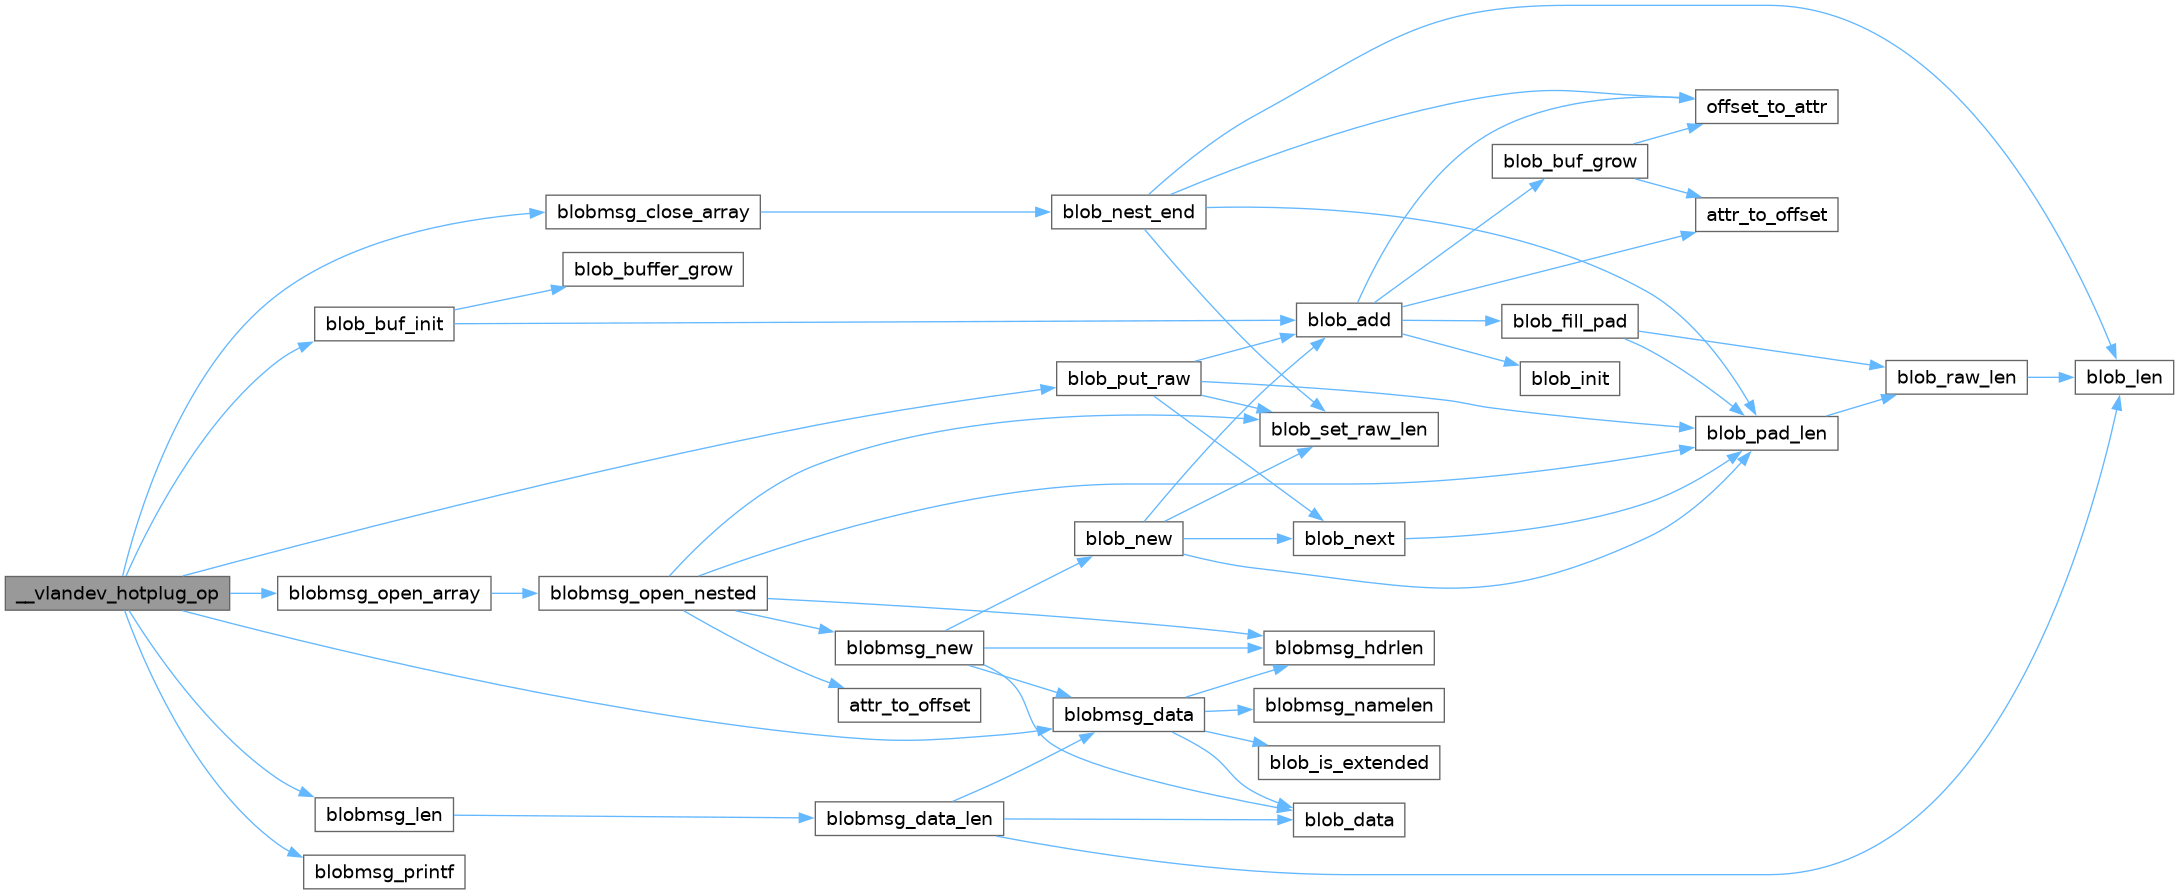 offset_to_attr
blob_buf_grow
blobmsg_close_array
blob_nest_end
attr_to_offset
blob_buffer_grow
blob_buf_init
blob_add
blob_fill_pad
blob_put_raw
blob_init
blob_raw_len
blob_len
blob_set_raw_len
blob_pad_len
blob_new
blob_next
__vlandev_hotplug_op
blobmsg_open_array
blobmsg_open_nested
blobmsg_new
blobmsg_hdrlen
attr_to_offset
blobmsg_data
blobmsg_namelen
blob_is_extended
blobmsg_len
blobmsg_data_len
blob_data
blobmsg_printf